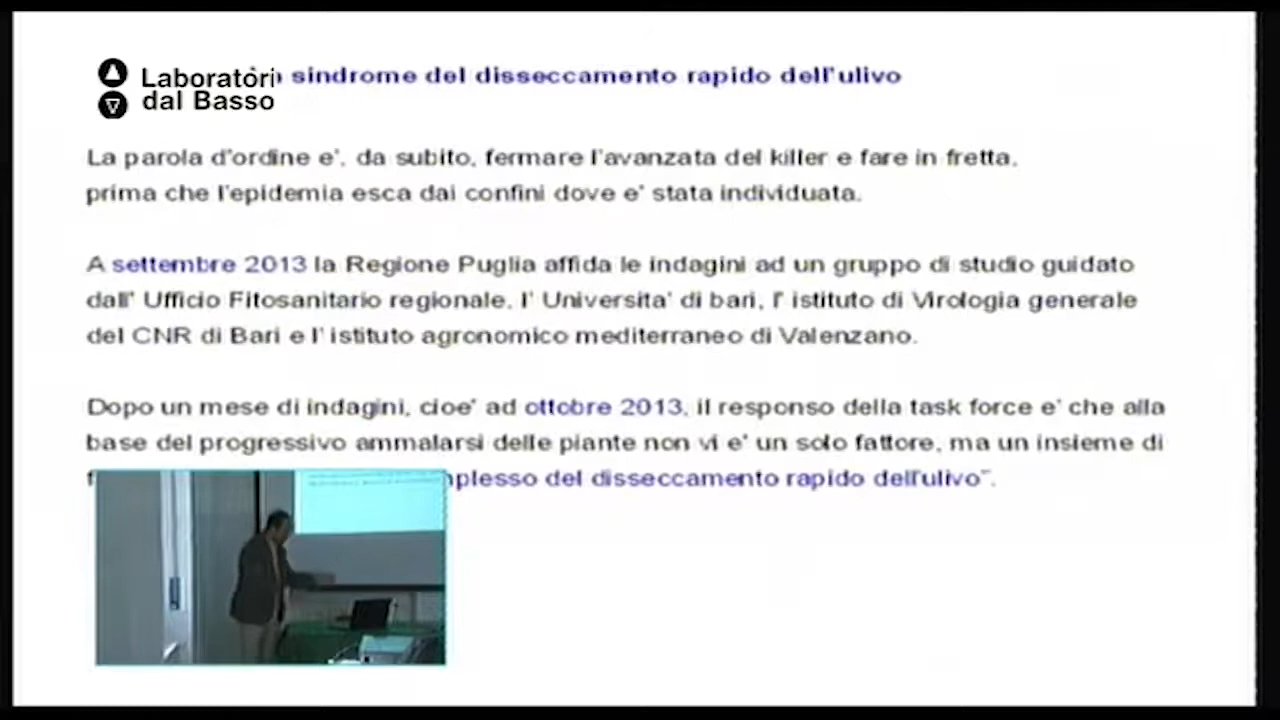 Laboratori
dal Basso
sindrome del disseccamento rapido dell'ulivo
La parola d'ordine e', da subito, fermare l'avanzata del killer e fare in fretta,
prima che l'epidemia esca dai confini dove e' stata individuata.
A settembre 2013 la Regione Puglia affida le indagini ad un gruppo di studio guidato
dall' Ufficio Fitosanitario regionale, l' Universita' di bari, l' istituto di Virologia generale
del CNR di Bari e l' istituto agronomico mediterraneo di Valenzano.
Dopo un mese di indagini, cioe' ad ottobre 2013, il responso della task force e' che alla
base del progressivo ammalarsi delle piante non vi e' un solo fattore, ma un insieme di
del disseccamento rapido dell'ulivo".